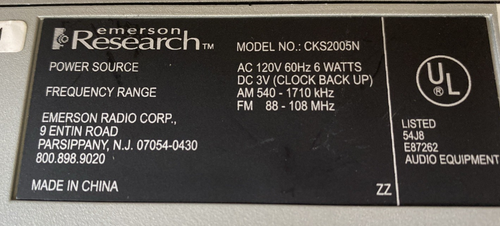 emerson
Research™
MODEL NO.: CKS2005N
POWER SOURCE
AC 120V 60Hz 6 WATTS
DC 3V (CLOCK BACK UP)
FREQUENCY RANGE
AM 540 - 1710 kHz
FM 88 - 108 MHz
EMERSON RADIO CORP.,
9 ENTIN ROAD
PARSIPPANY, N.J. 07054-0430
800.898.9020
MADE IN CHINA
ZZ
UL
LISTED
54J8
E87262
AUDIO EQUIPMENT